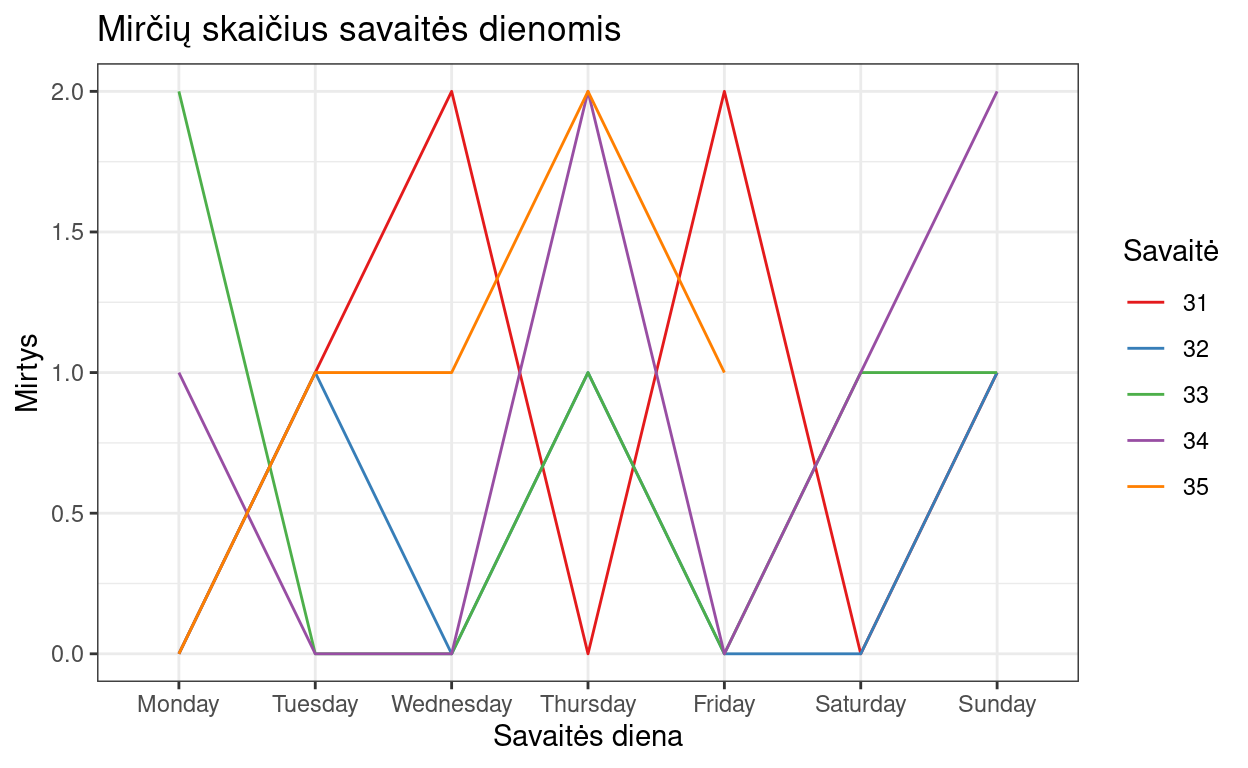 Mirčių skaičius savaitės dienomis
2.0
1.5
1.0
0.5
0.0
Mirtys
Monday Tuesday Wednesday Thursday Friday Saturday Sunday
Savaitės diena
Savaitė
31
32
33
34
35